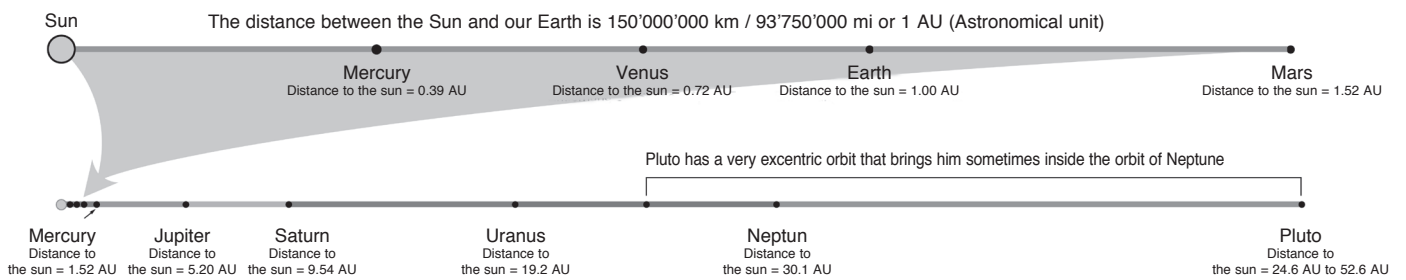 Sun
The distance between the Sun and our Earth is 150'000'000 km / 93'750'000 mi or 1 AU (Astronomical unit)
Mercury
Distance to the sun = 0.39 AU
Venus
Distance to the sun = 0.72 AU
Earth
Distance to the sun = 1.00 AU
Mars
Distance to the sun = 1.52 AU
Pluto has a very excentric orbit that brings him sometimes inside the orbit of Neptune
Mercury
Distance to
the sun = 1.52 AU
Jupiter
Distance to
the sun = 5.20 AU
Saturn
Distance to
the sun = 9.54 AU
Uranus
Distance to
the sun = 19.2 AU
Neptun
Distance to
the sun = 30.1 AU
Pluto
Distance to
the sun = 24.6 AU to 52.6 AU